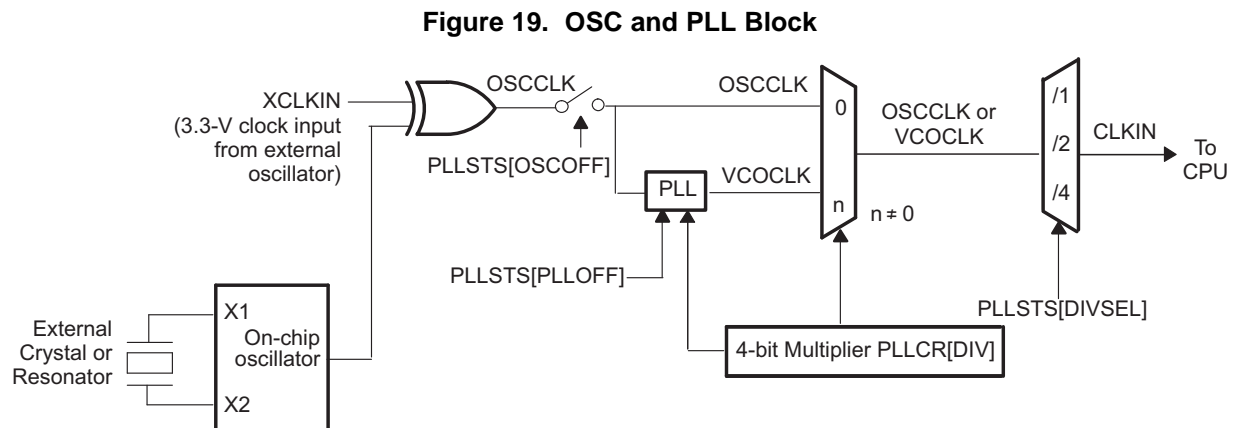 Figure 19. OSC and PLL Block
XCLKIN
(3.3-V clock input
from external
oscillator)
OSCCLK
PLLSTS[OSCOFF]
OSCCLK
0
OSCCLK or
VCOCLK
/1
/2
/4
CLKIN
To
CPU
PLL
VCOCLK
n
n ≠ 0
PLLSTS[PLLOFF]
PLLSTS[DIVSEL]
4-bit Multiplier PLLCR[DIV]
External
Crystal or
Resonator
X1
On-chip
oscillator
X2